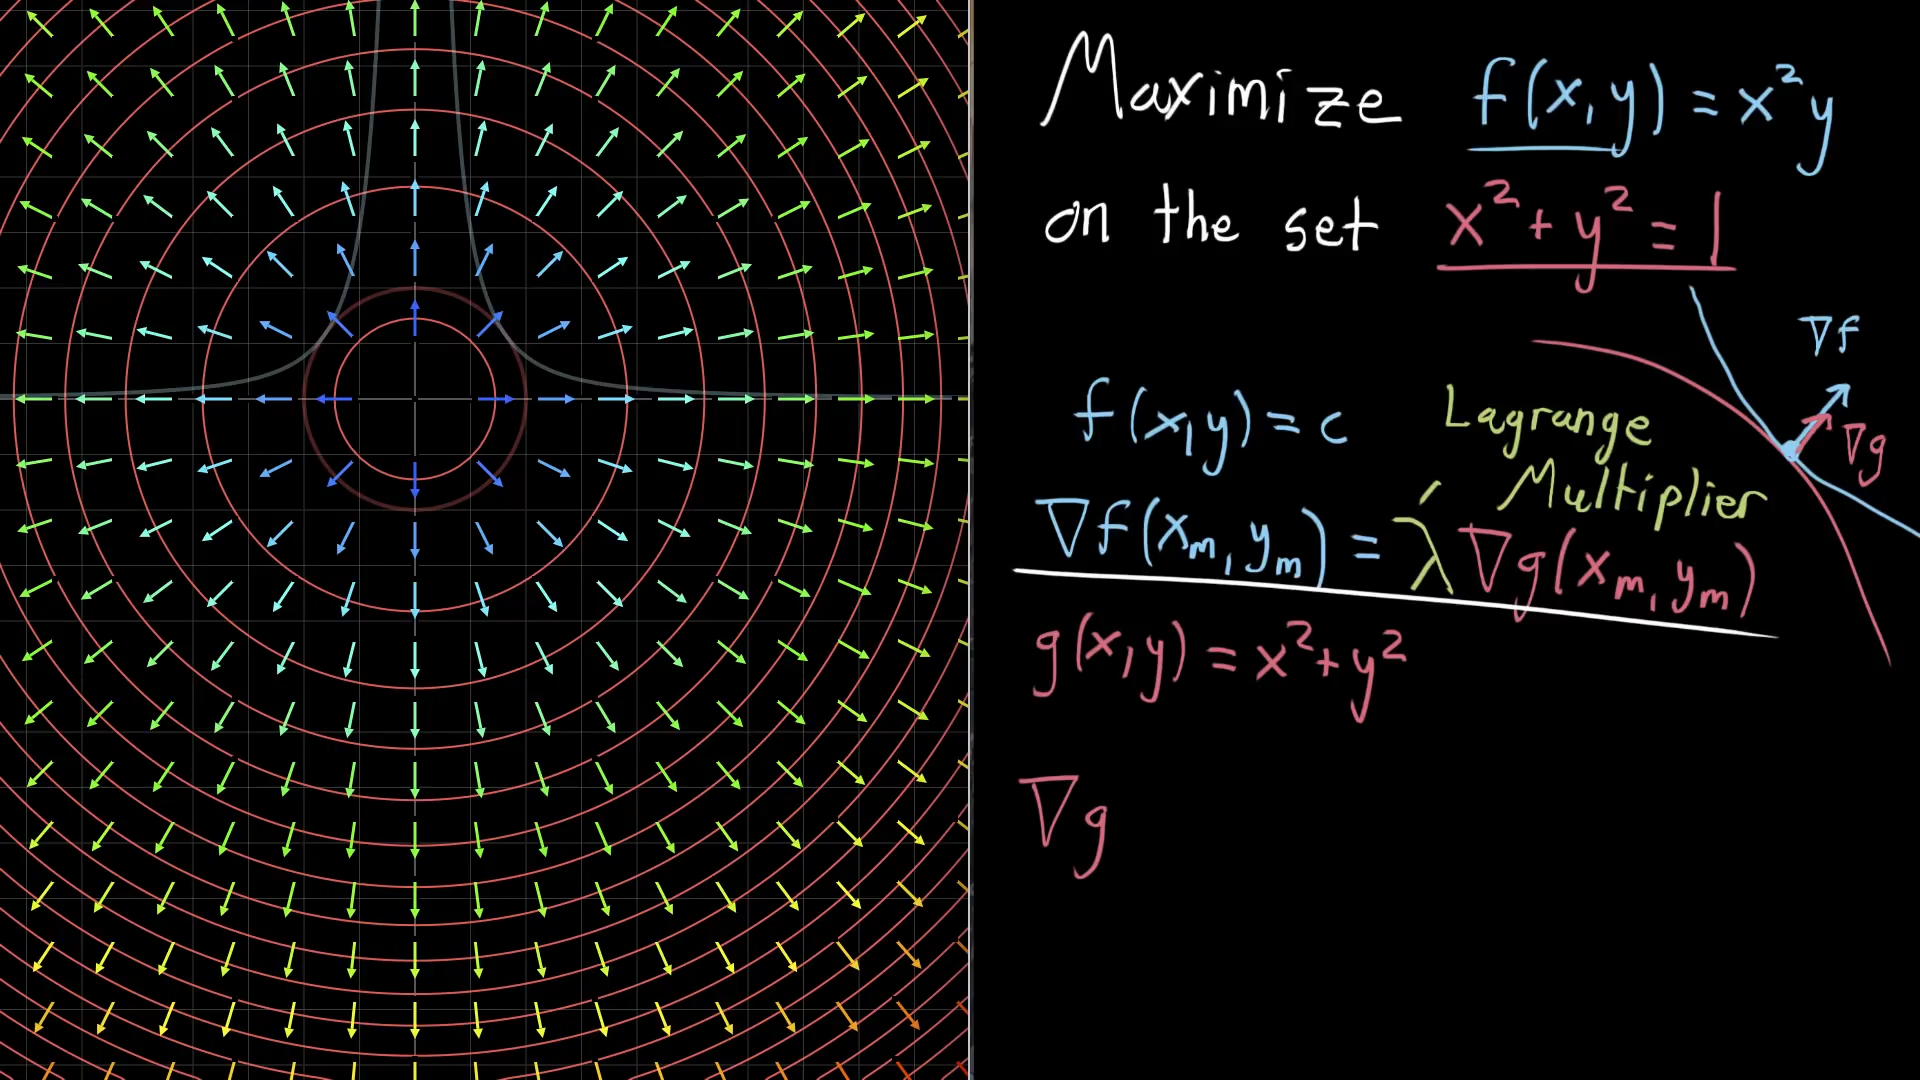 Maximize f(x,y) = x²y
on the set x² + y² = 1
∇f
f(x,y) = c
Lagrange
Multiplier
∇g
∇f(xₘ, yₘ) = λ∇g(xₘ, yₘ)
g(x,y) = x² + y²
∇g